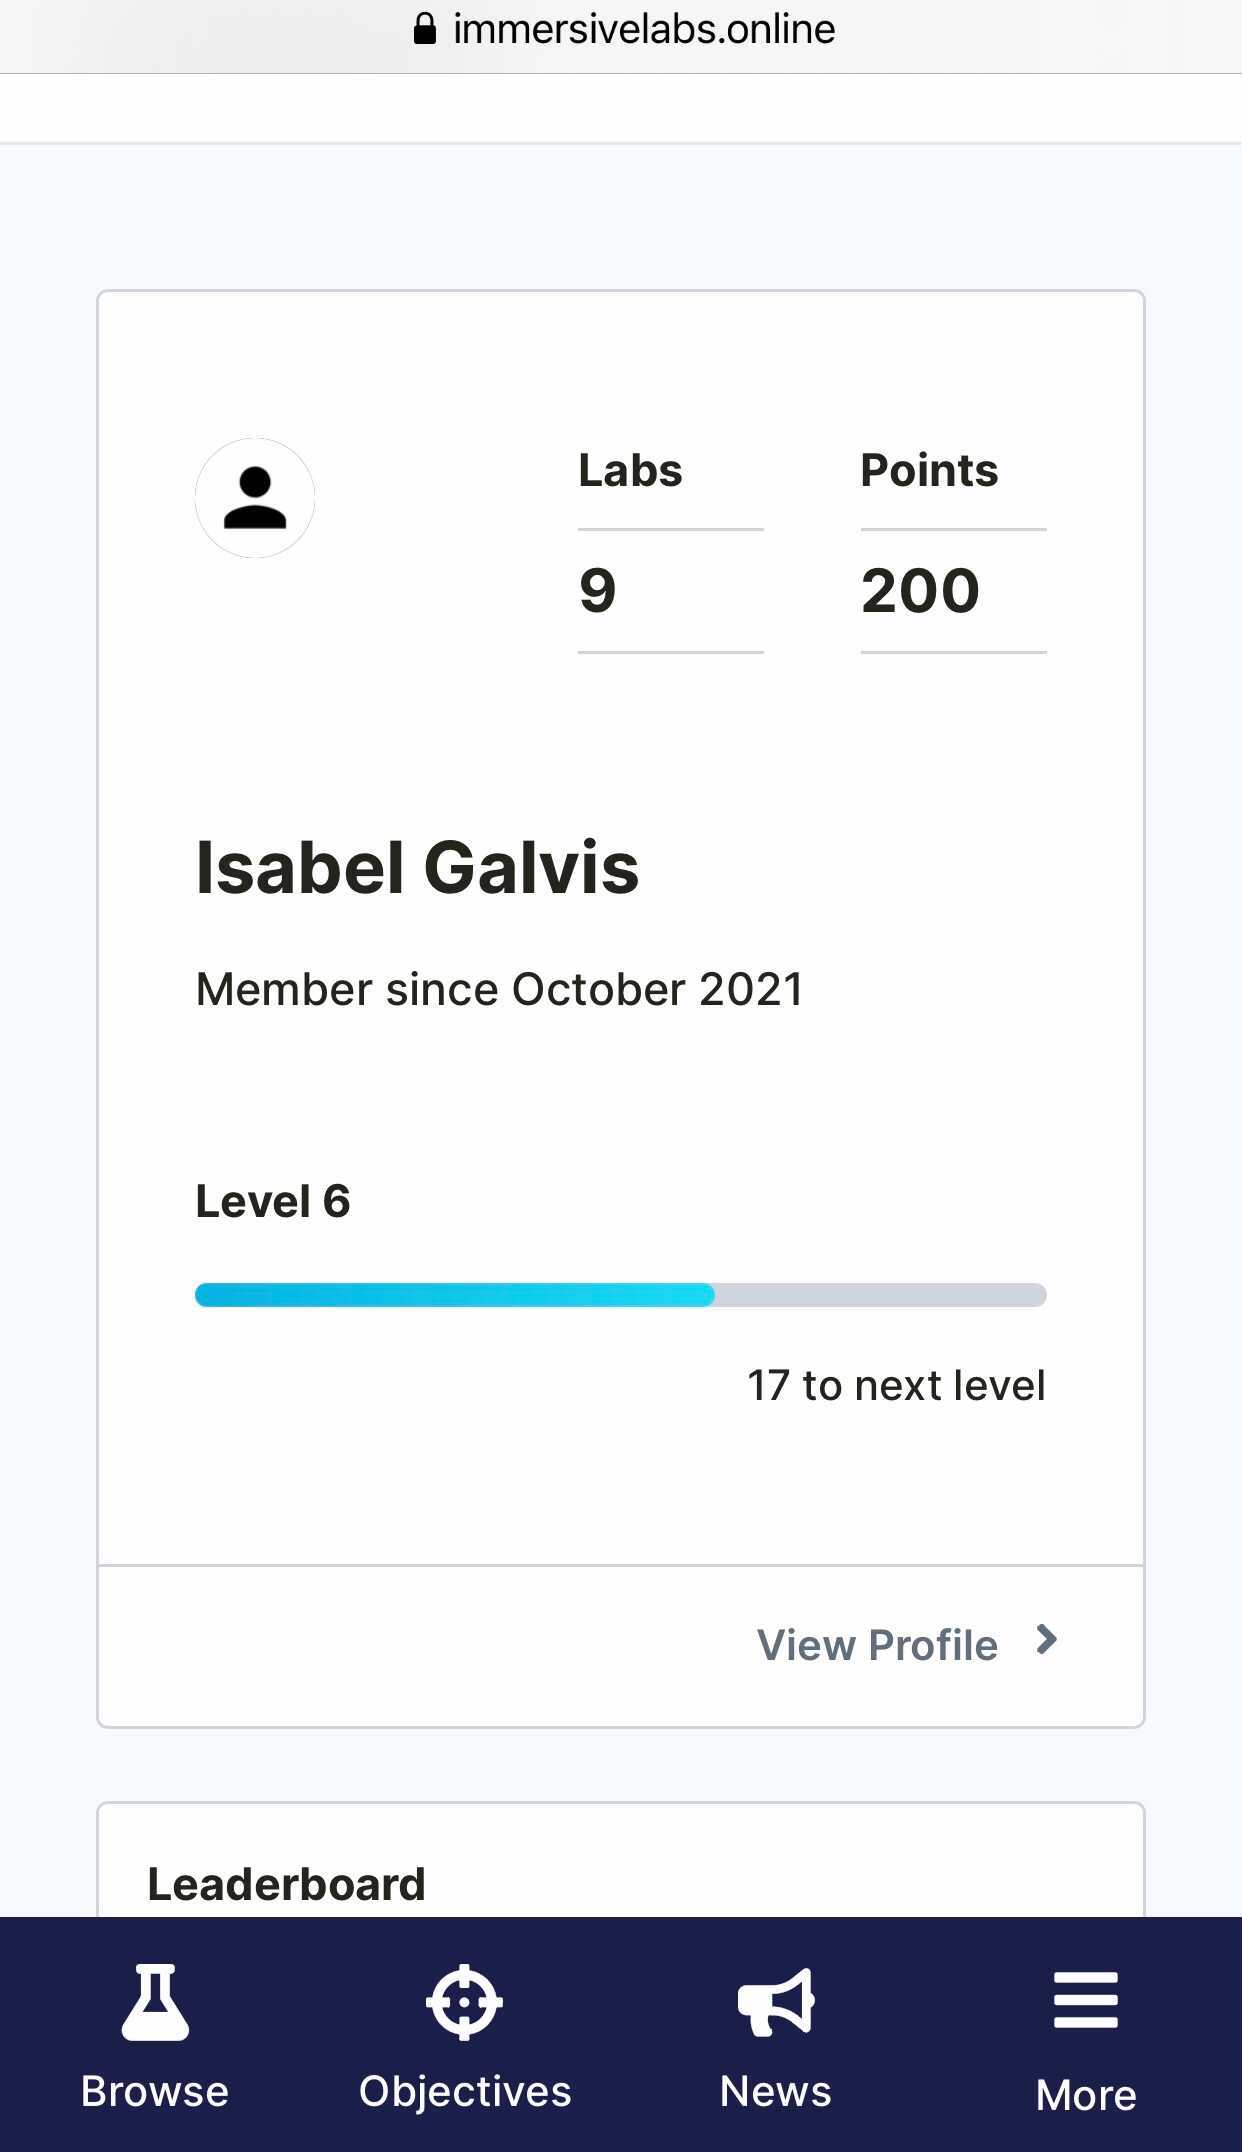 immersivelabs.online
Labs Points
9 200
Isabel Galvis
Member since October 2021
Level 6
17 to next level
View Profile
Leaderboard
Browse Objectives News More